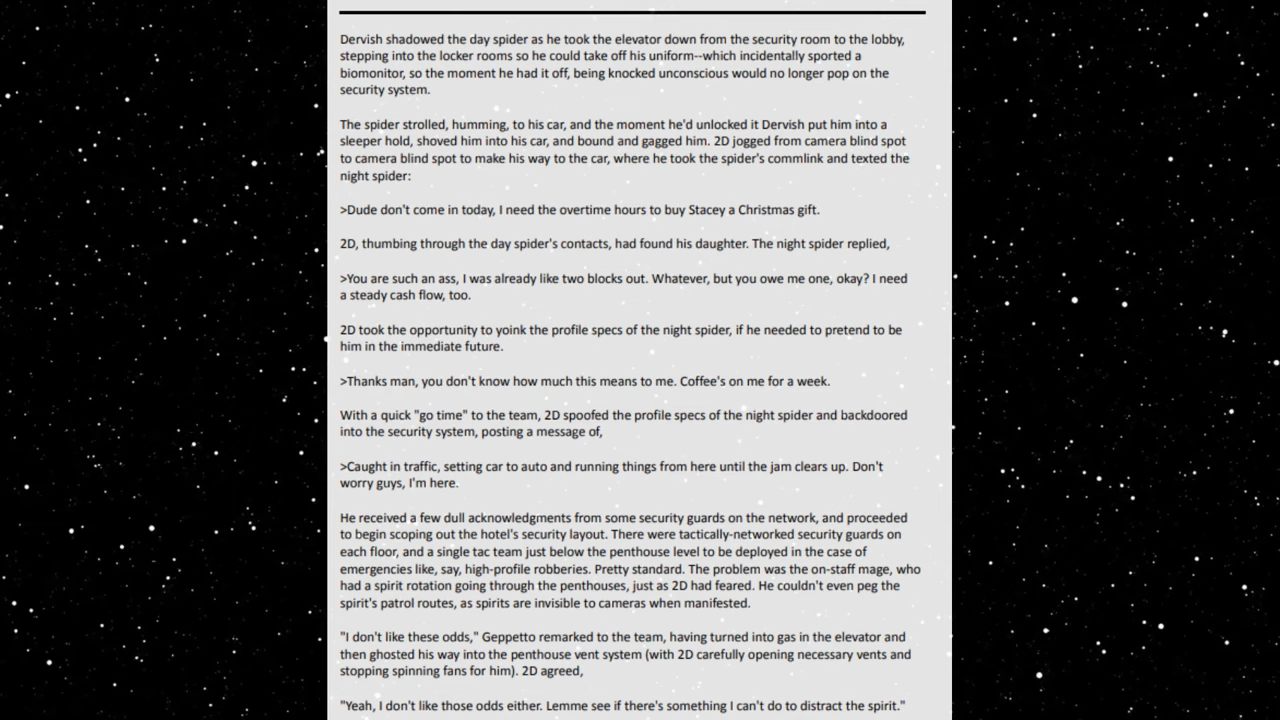 Dervish shadowed the day spider as he took the elevator down from the security room to the lobby,
stepping into the locker rooms so he could take off his uniform--which incidentally sported a
biomonitor, so the moment he had it off, being knocked unconscious would no longer pop on the
security system.
The spider strolled, humming, to his car, and the moment he'd unlocked it Dervish put him into a
sleeper hold, shoved him into his car, and bound and gagged him. 2D jogged from camera blind spot
to camera blind spot to make his way to the car, where he took the spider's commlink and texted the
night spider:
>Dude don't come in today, I need the overtime hours to buy Stacey a Christmas gift.
2D, thumbing through the day spider's contacts, had found his daughter. The night spider replied,
>You are such an ass, I was already like two blocks out. Whatever, but you owe me one, okay? I need
a steady cash flow, too.
2D took the opportunity to yoink the profile specs of the night spider, if he needed to pretend to be
him in the immediate future.
>Thanks man, you don't know how much this means to me. Coffee's on me for a week.
With a quick "go time" to the team, 2D spoofed the profile specs of the night spider and backdoored
into the security system, posting a message of,
>Caught in traffic, setting car to auto and running things from here until the jam clears up. Don't
worry guys, I'm here.
He received a few dull acknowledgments from some security guards on the network, and proceeded
to begin scoping out the hotel's security layout. There were tactically-networked security guards on
each floor, and a single tac team just below the penthouse level to be deployed in the case of
emergencies like, say, high-profile robberies. Pretty standard. The problem was the on-staff mage, who
had a spirit rotation going through the penthouses, just as 2D had feared. He couldn't even peg the
spirit's patrol routes, as spirits are invisible to cameras when manifested.
"I don't like these odds," Geppetto remarked to the team, having turned into gas in the elevator and
then ghosted his way into the penthouse vent system (with 2D carefully opening necessary vents and
stopping spinning fans for him). 2D agreed,
"Yeah, I don't like those odds either. Lemme see if there's something I can't do to distract the spirit."